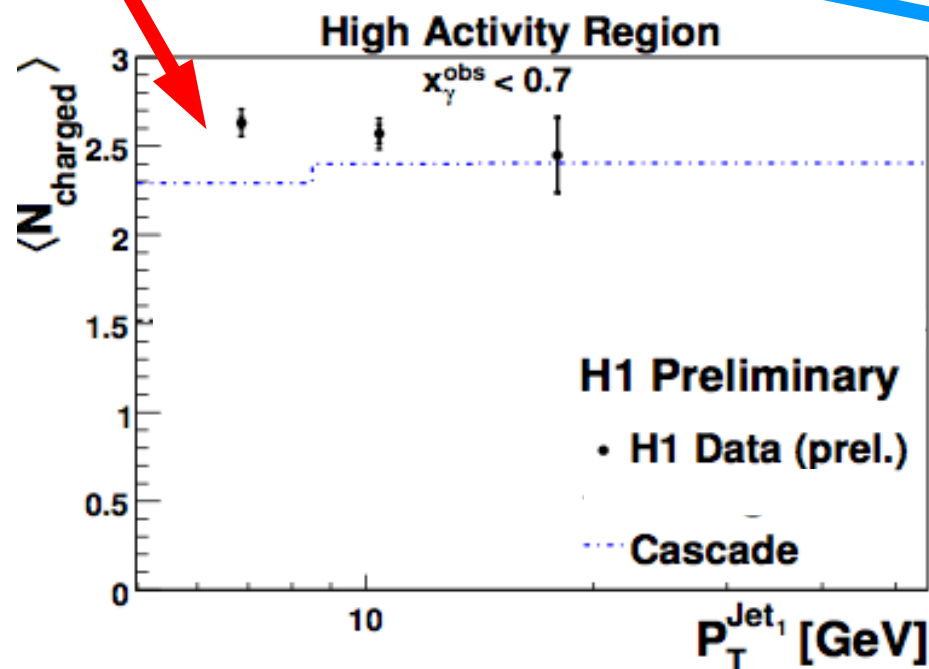 High Activity Region
x_γ^obs < 0.7
⟨N_charged⟩
3
2.5
2
1.5
1
0.5
0
H1 Preliminary
H1 Data (prel.)
Cascade
10
P_T^Jet₁ [GeV]